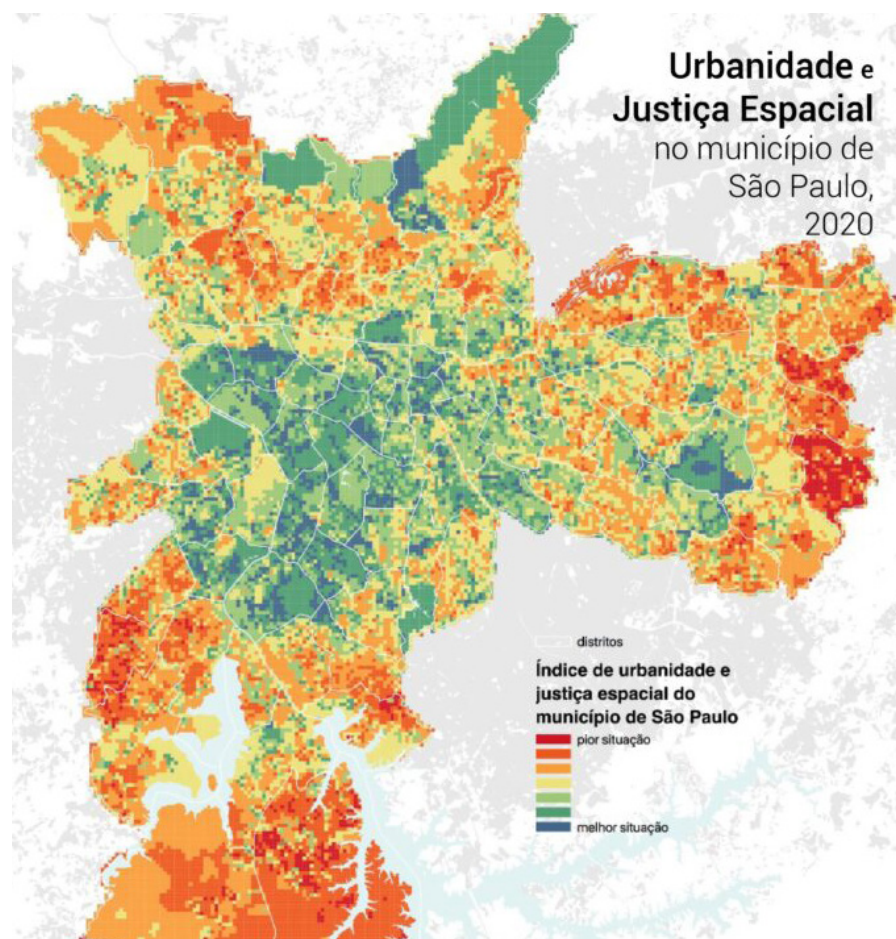 Urbanidade e
Justiça Espacial
no município de
São Paulo,
2020
distritos
Índice de urbanidade e
justiça espacial do
município de São Paulo
pior situação
melhor situação